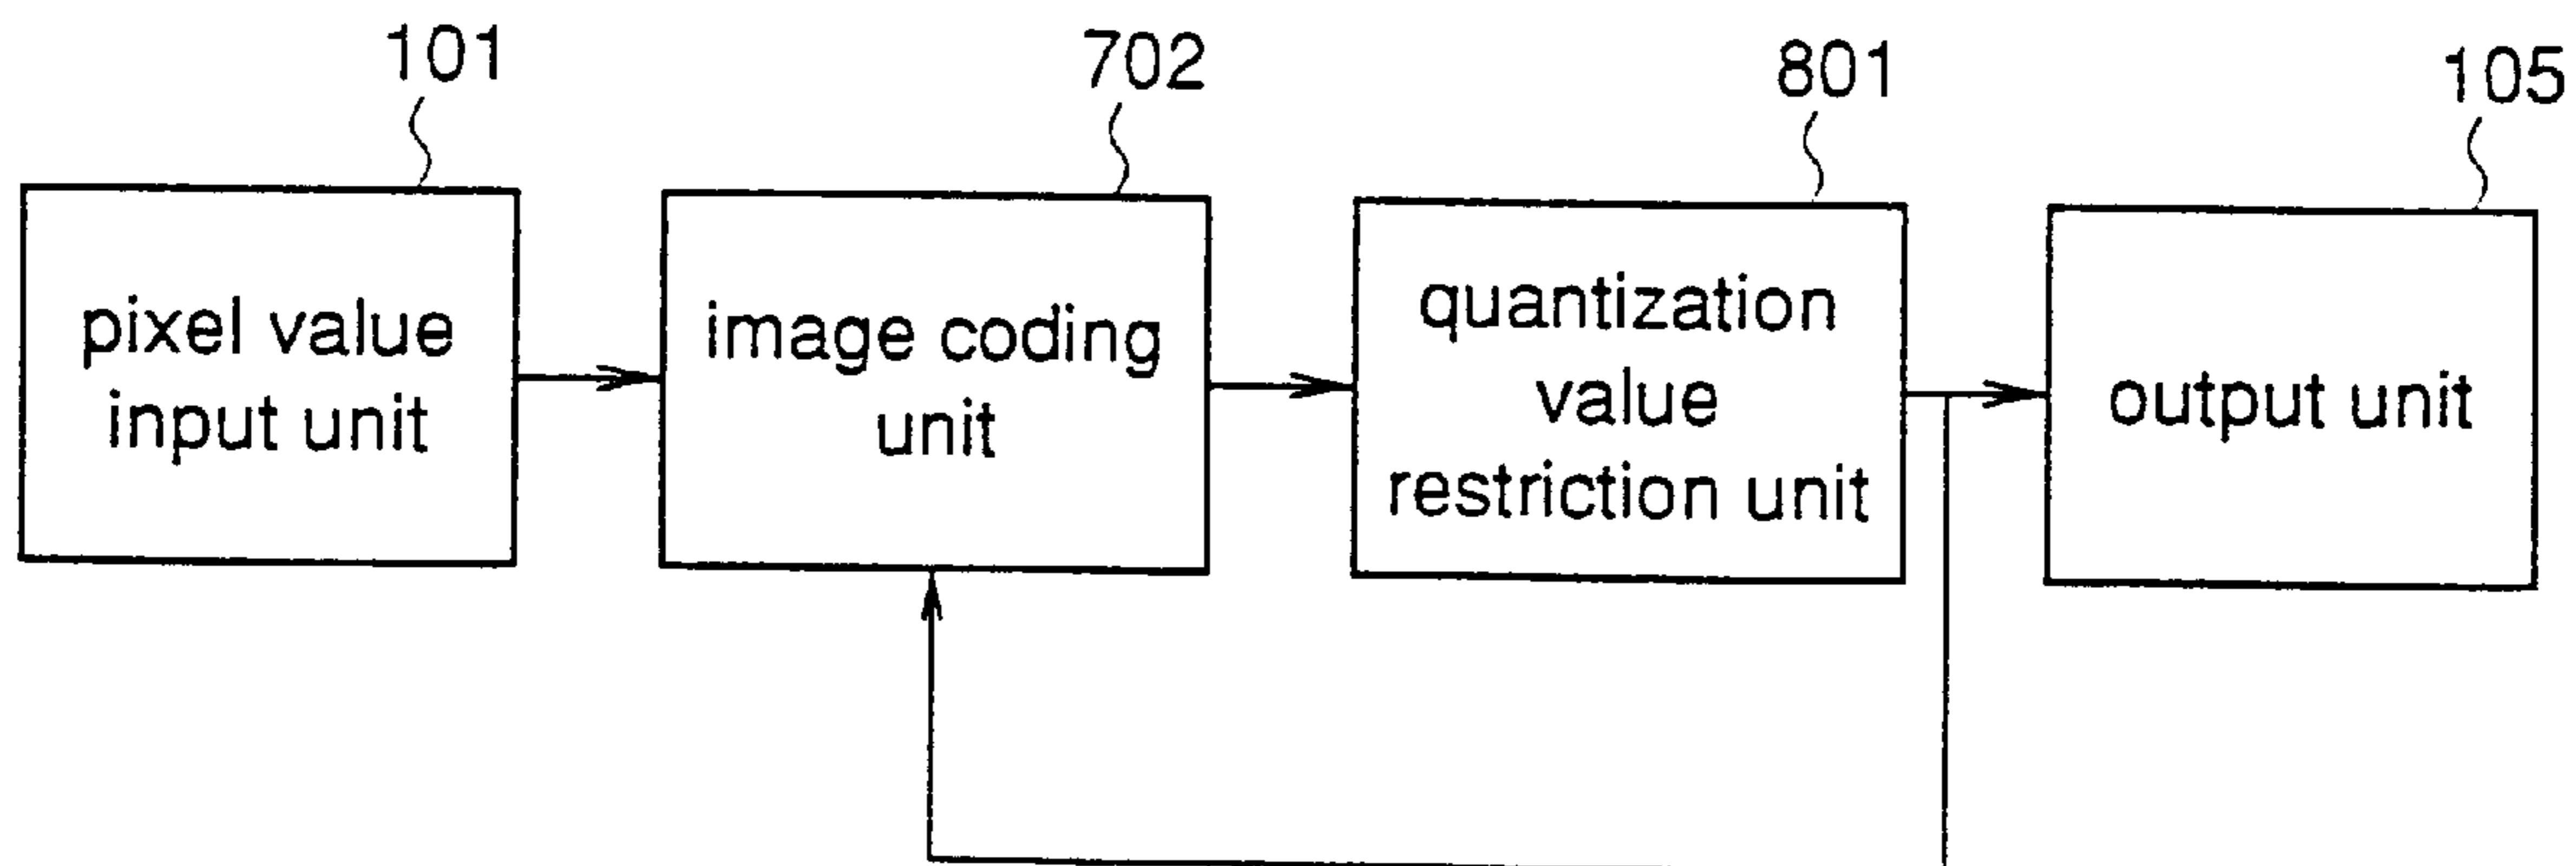 101
702
801
105
pixel value
input unit
image coding
unit
quantization
value
restriction unit
output unit